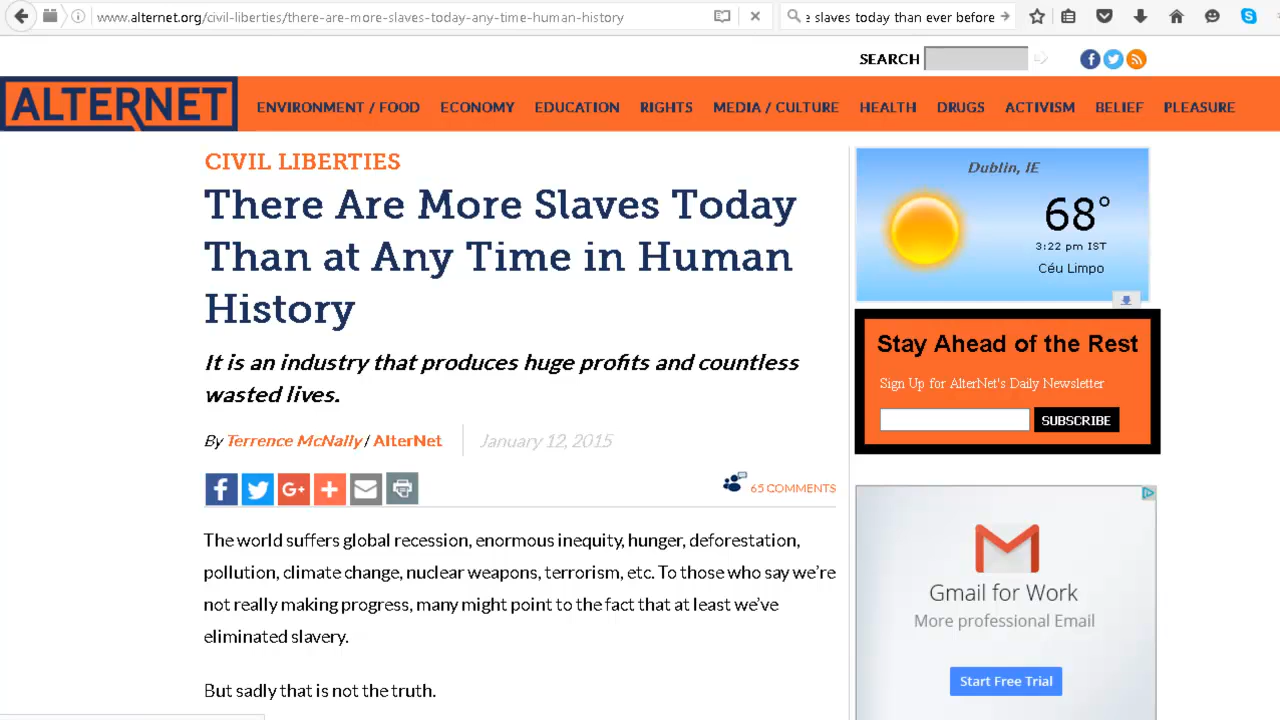 www.alternet.org/civil-liberties/there-are-more-slaves-today-any-time-human-history
slaves today than ever before
SEARCH
ALTERNET
ENVIRONMENT / FOOD ECONOMY EDUCATION RIGHTS MEDIA / CULTURE HEALTH DRUGS ACTIVISM BELIEF PLEASURE
CIVIL LIBERTIES
There Are More Slaves Today
Than at Any Time in Human
History
It is an industry that produces huge profits and countless
wasted lives.
By Terrence McNally / AlterNet
January 12, 2015
65 COMMENTS
The world suffers global recession, enormous inequity, hunger, deforestation,
pollution, climate change, nuclear weapons, terrorism, etc. To those who say we’re
not really making progress, many might point to the fact that at least we’ve
eliminated slavery.
But sadly that is not the truth.
Dublin, IE
68°
3:22 pm IST
Céu Limpo
Stay Ahead of the Rest
Sign Up for AlterNet's Daily Newsletter
SUBSCRIBE
Gmail for Work
More professional Email
Start Free Trial